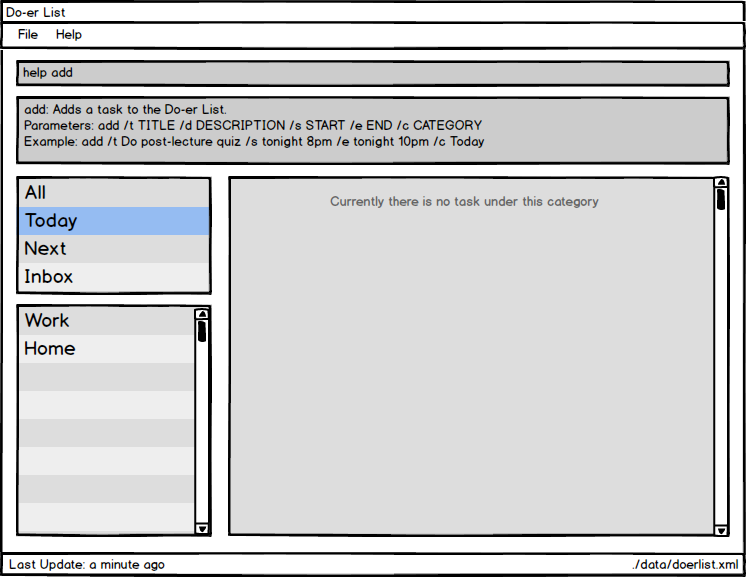 Do-er List
File Help
help add
add: Adds a task to the Do-er List.
Parameters: add /t TITLE /d DESCRIPTION /s START /e END /c CATEGORY
Example: add /t Do post-lecture quiz /s tonight 8pm /e tonight 10pm /c Today
All
Today
Next
Inbox
Work
Home
Currently there is no task under this category
Last Update: a minute ago
./data/doerlist.xml